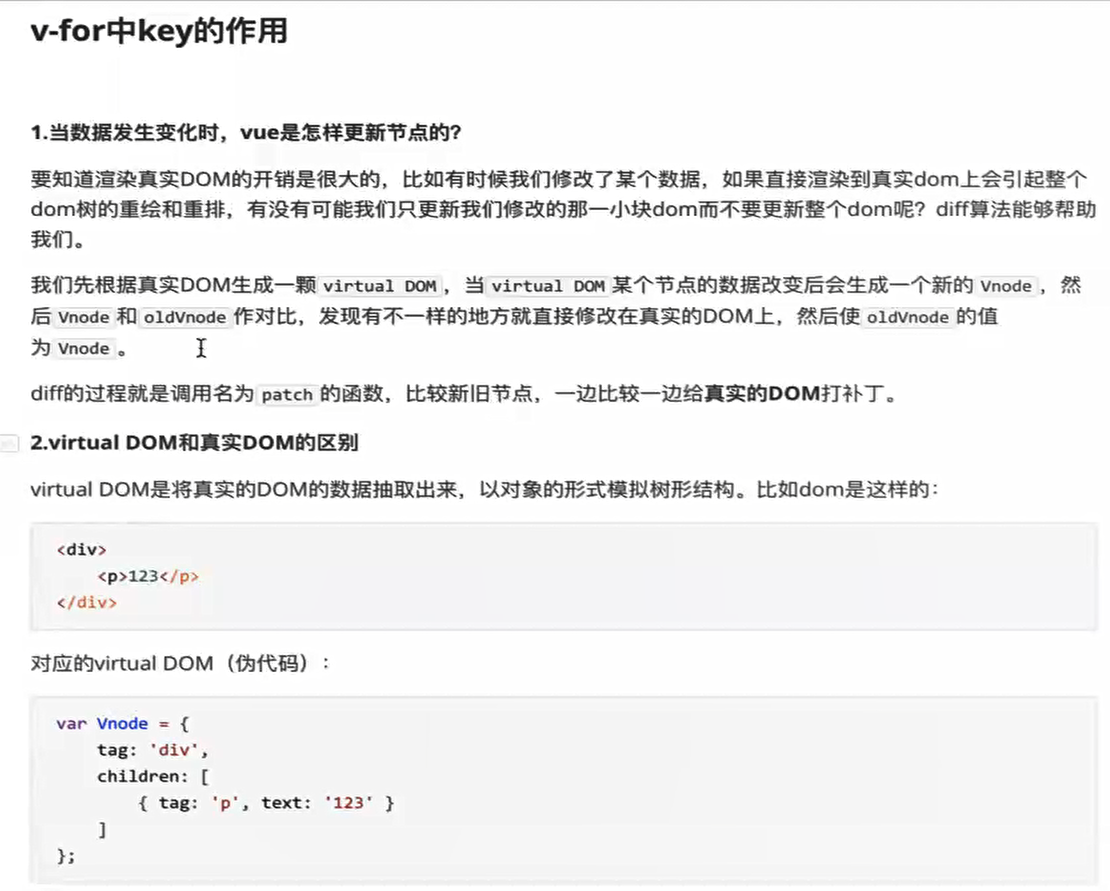 v-for中key的作用
1.当数据发生变化时，vue是怎样更新节点的?
要知道渲染真实DOM的开销是很大的，比如有时候我们修改了某个数据，如果直接渲染到真实dom上会引起整个
dom树的重绘和重排，有没有可能我们只更新我们修改的那一小块dom而不要更新整个dom呢？diff算法能够帮助
我们。
我们先根据真实DOM生成一颗 virtual DOM ，当 virtual DOM 某个节点的数据改变后会生成一个新的 Vnode ，然
后 Vnode 和 oldVnode 作对比，发现有不一样的地方就直接修改在真实的DOM上，然后使 oldVnode 的值
为 Vnode 。
diff的过程就是调用名为 patch 的函数，比较新旧节点，一边比较一边给真实的DOM打补丁。
2.virtual DOM和真实DOM的区别
virtual DOM是将真实的DOM的数据抽取出来，以对象的形式模拟树形结构。比如dom是这样的：
<div>
    <p>123</p>
</div>
对应的virtual DOM（伪代码）：
var Vnode = {
    tag: 'div',
    children: [
        { tag: 'p', text: '123' }
    ]
};